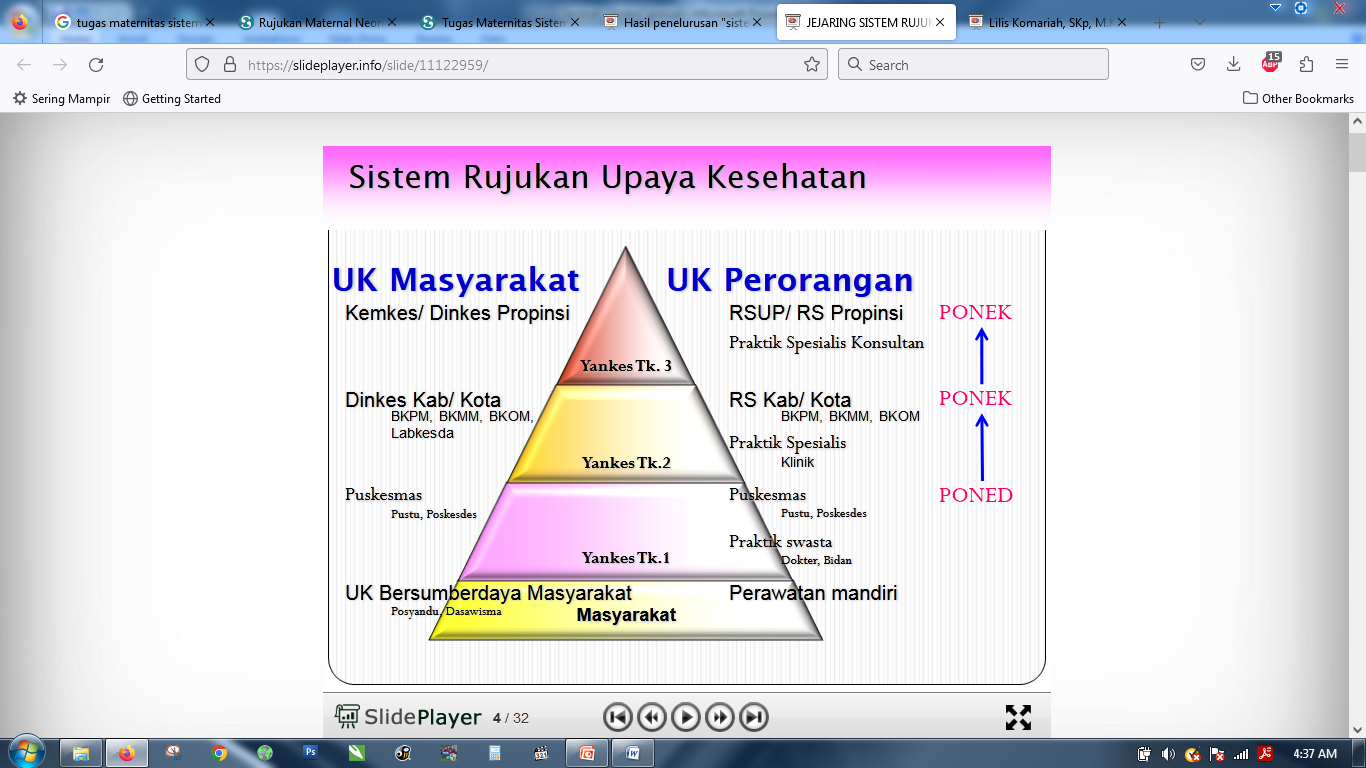 tugas maternitas sistem
Rujukan Maternal Neon
Tugas Maternitas Sistem
Hasil penelurusan "siste
JEJARING SISTEM RUJUK
Lilis Komariah, SKp, M.K
https://slideplayer.info/slide/11122959/
Search
15
ABP
Sering Mampir
Getting Started
Other Bookmarks
Sistem Rujukan Upaya Kesehatan
UK Masyarakat
UK Perorangan
Kemkes/ Dinkes Propinsi
RSUP/ RS Propinsi
PONEK
Praktik Spesialis Konsultan
Yankes Tk. 3
Dinkes Kab/ Kota
BKPM, BKMM, BKOM,
Labkesda
RS Kab/ Kota
BKPM, BKMM, BKOM
PONEK
Praktik Spesialis
Klinik
Yankes Tk.2
Puskesmas
Pustu, Poskesdes
Puskesmas
Pustu, Poskesdes
PONED
Praktik swasta
Dokter, Bidan
Yankes Tk.1
UK Bersumberdaya Masyarakat
Posyandu, Dasawisma
Perawatan mandiri
Masyarakat
SlidePlayer
4 / 32
4:37 AM